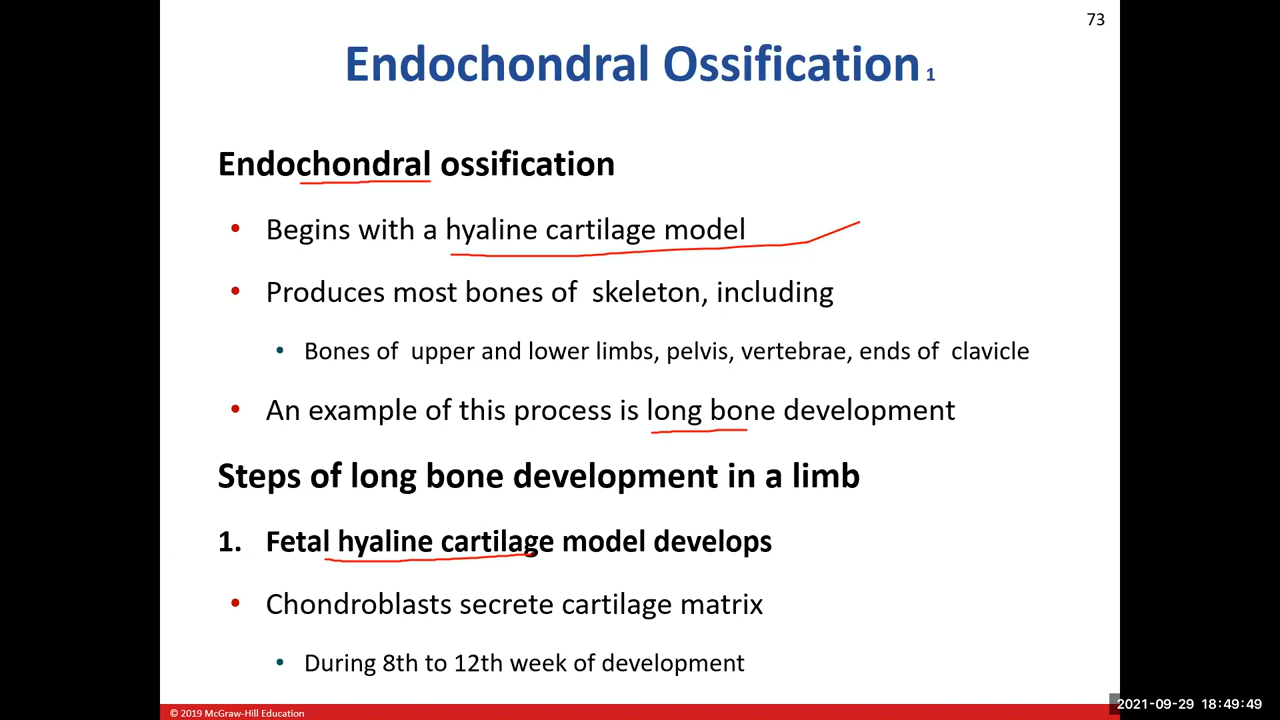 73
Endochondral Ossification 1
Endochondral ossification
• Begins with a hyaline cartilage model
• Produces most bones of skeleton, including
• Bones of upper and lower limbs, pelvis, vertebrae, ends of clavicle
• An example of this process is long bone development
Steps of long bone development in a limb
1. Fetal hyaline cartilage model develops
• Chondroblasts secrete cartilage matrix
• During 8th to 12th week of development
© 2019 McGraw-Hill Education
2021-09-29 18:49:49